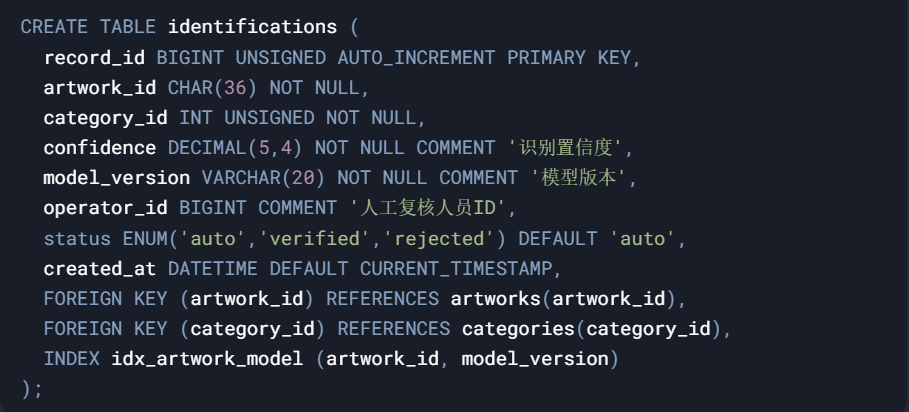 CREATE TABLE identifications (
  record_id BIGINT UNSIGNED AUTO_INCREMENT PRIMARY KEY,
  artwork_id CHAR(36) NOT NULL,
  category_id INT UNSIGNED NOT NULL,
  confidence DECIMAL(5,4) NOT NULL COMMENT '识别置信度',
  model_version VARCHAR(20) NOT NULL COMMENT '模型版本',
  operator_id BIGINT COMMENT '人工复核人员ID',
  status ENUM('auto','verified','rejected') DEFAULT 'auto',
  created_at DATETIME DEFAULT CURRENT_TIMESTAMP,
  FOREIGN KEY (artwork_id) REFERENCES artworks(artwork_id),
  FOREIGN KEY (category_id) REFERENCES categories(category_id),
  INDEX idx_artwork_model (artwork_id, model_version)
);